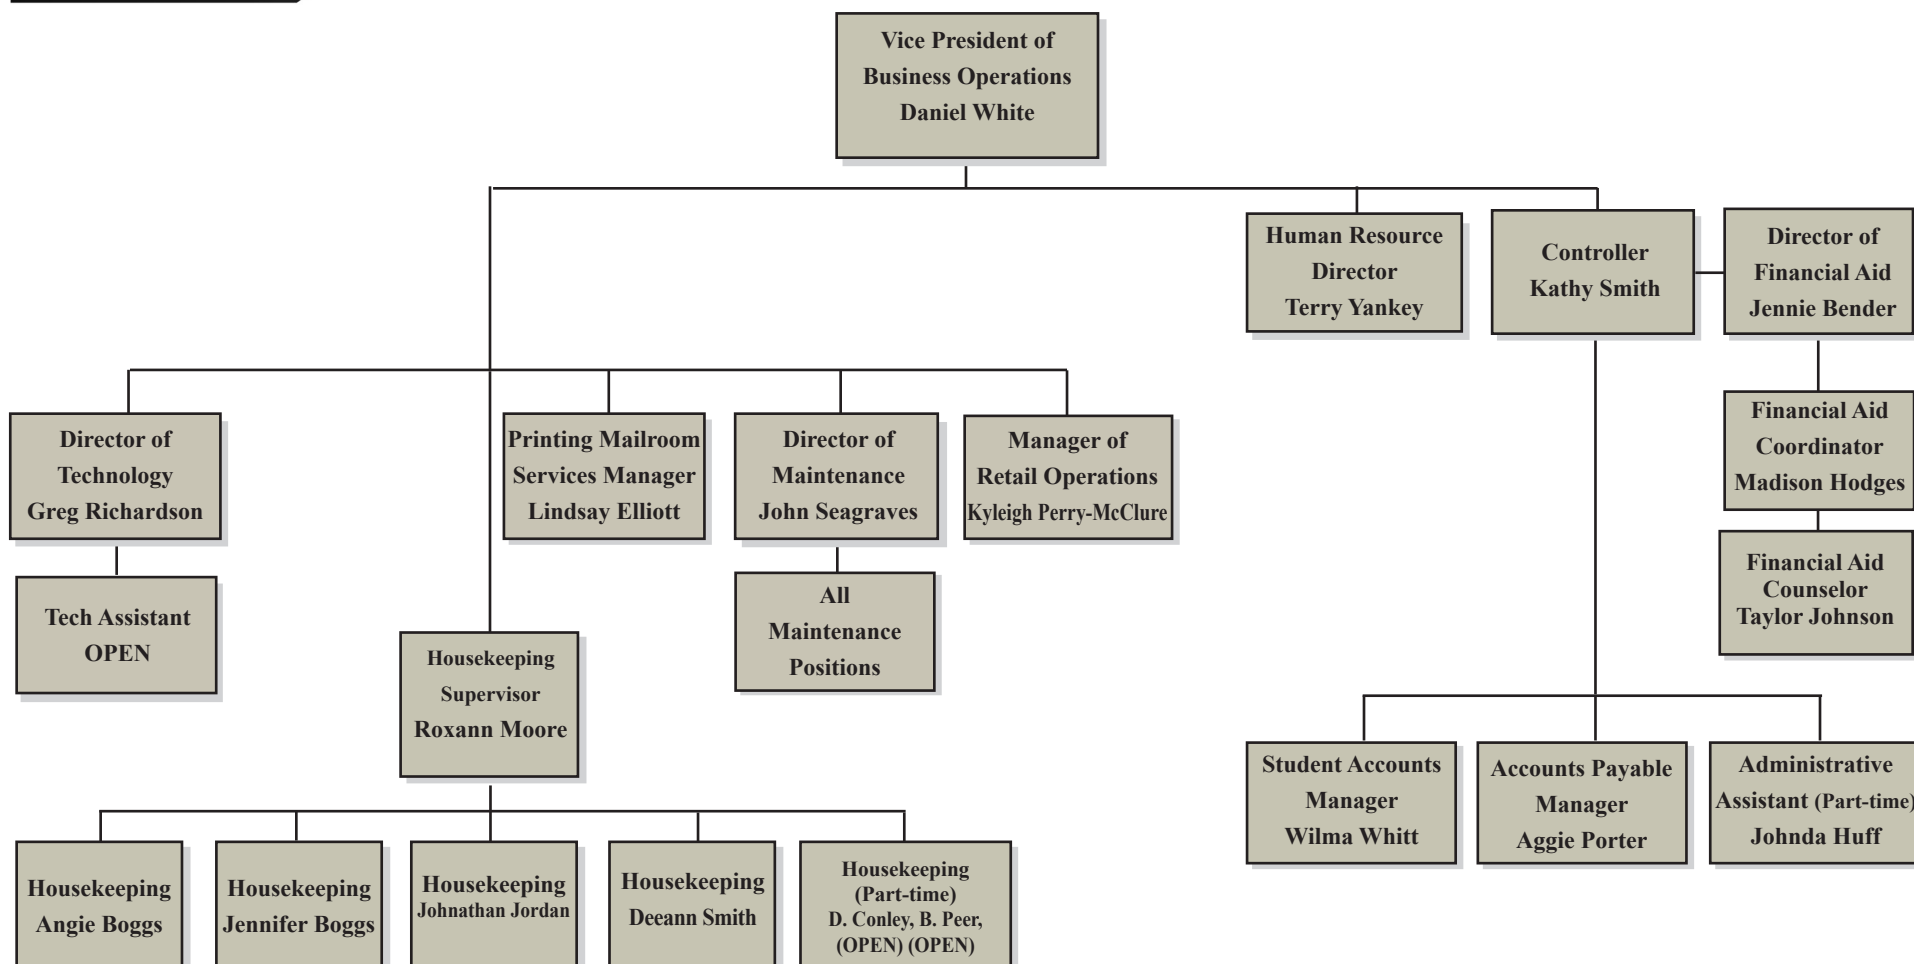 Vice President of
Business Operations
Daniel White
Human Resource
Director
Terry Yankey
Controller
Kathy Smith
Director of
Financial Aid
Jennie Bender
Director of
Technology
Greg Richardson
Printing Mailroom
Services Manager
Lindsay Elliott
Director of
Maintenance
John Seagraves
Manager of
Retail Operations
Kyleigh Perry-McClure
Financial Aid
Coordinator
Madison Hodges
Tech Assistant
OPEN
All
Maintenance
Positions
Financial Aid
Counselor
Taylor Johnson
Housekeeping
Supervisor
Roxann Moore
Student Accounts
Manager
Wilma Whitt
Accounts Payable
Manager
Aggie Porter
Administrative
Assistant (Part-time)
Johnda Huff
Housekeeping
Angie Boggs
Housekeeping
Jennifer Boggs
Housekeeping
Johnathan Jordan
Housekeeping
Deeann Smith
Housekeeping
(Part-time)
D. Conley, B. Peer,
(OPEN) (OPEN)